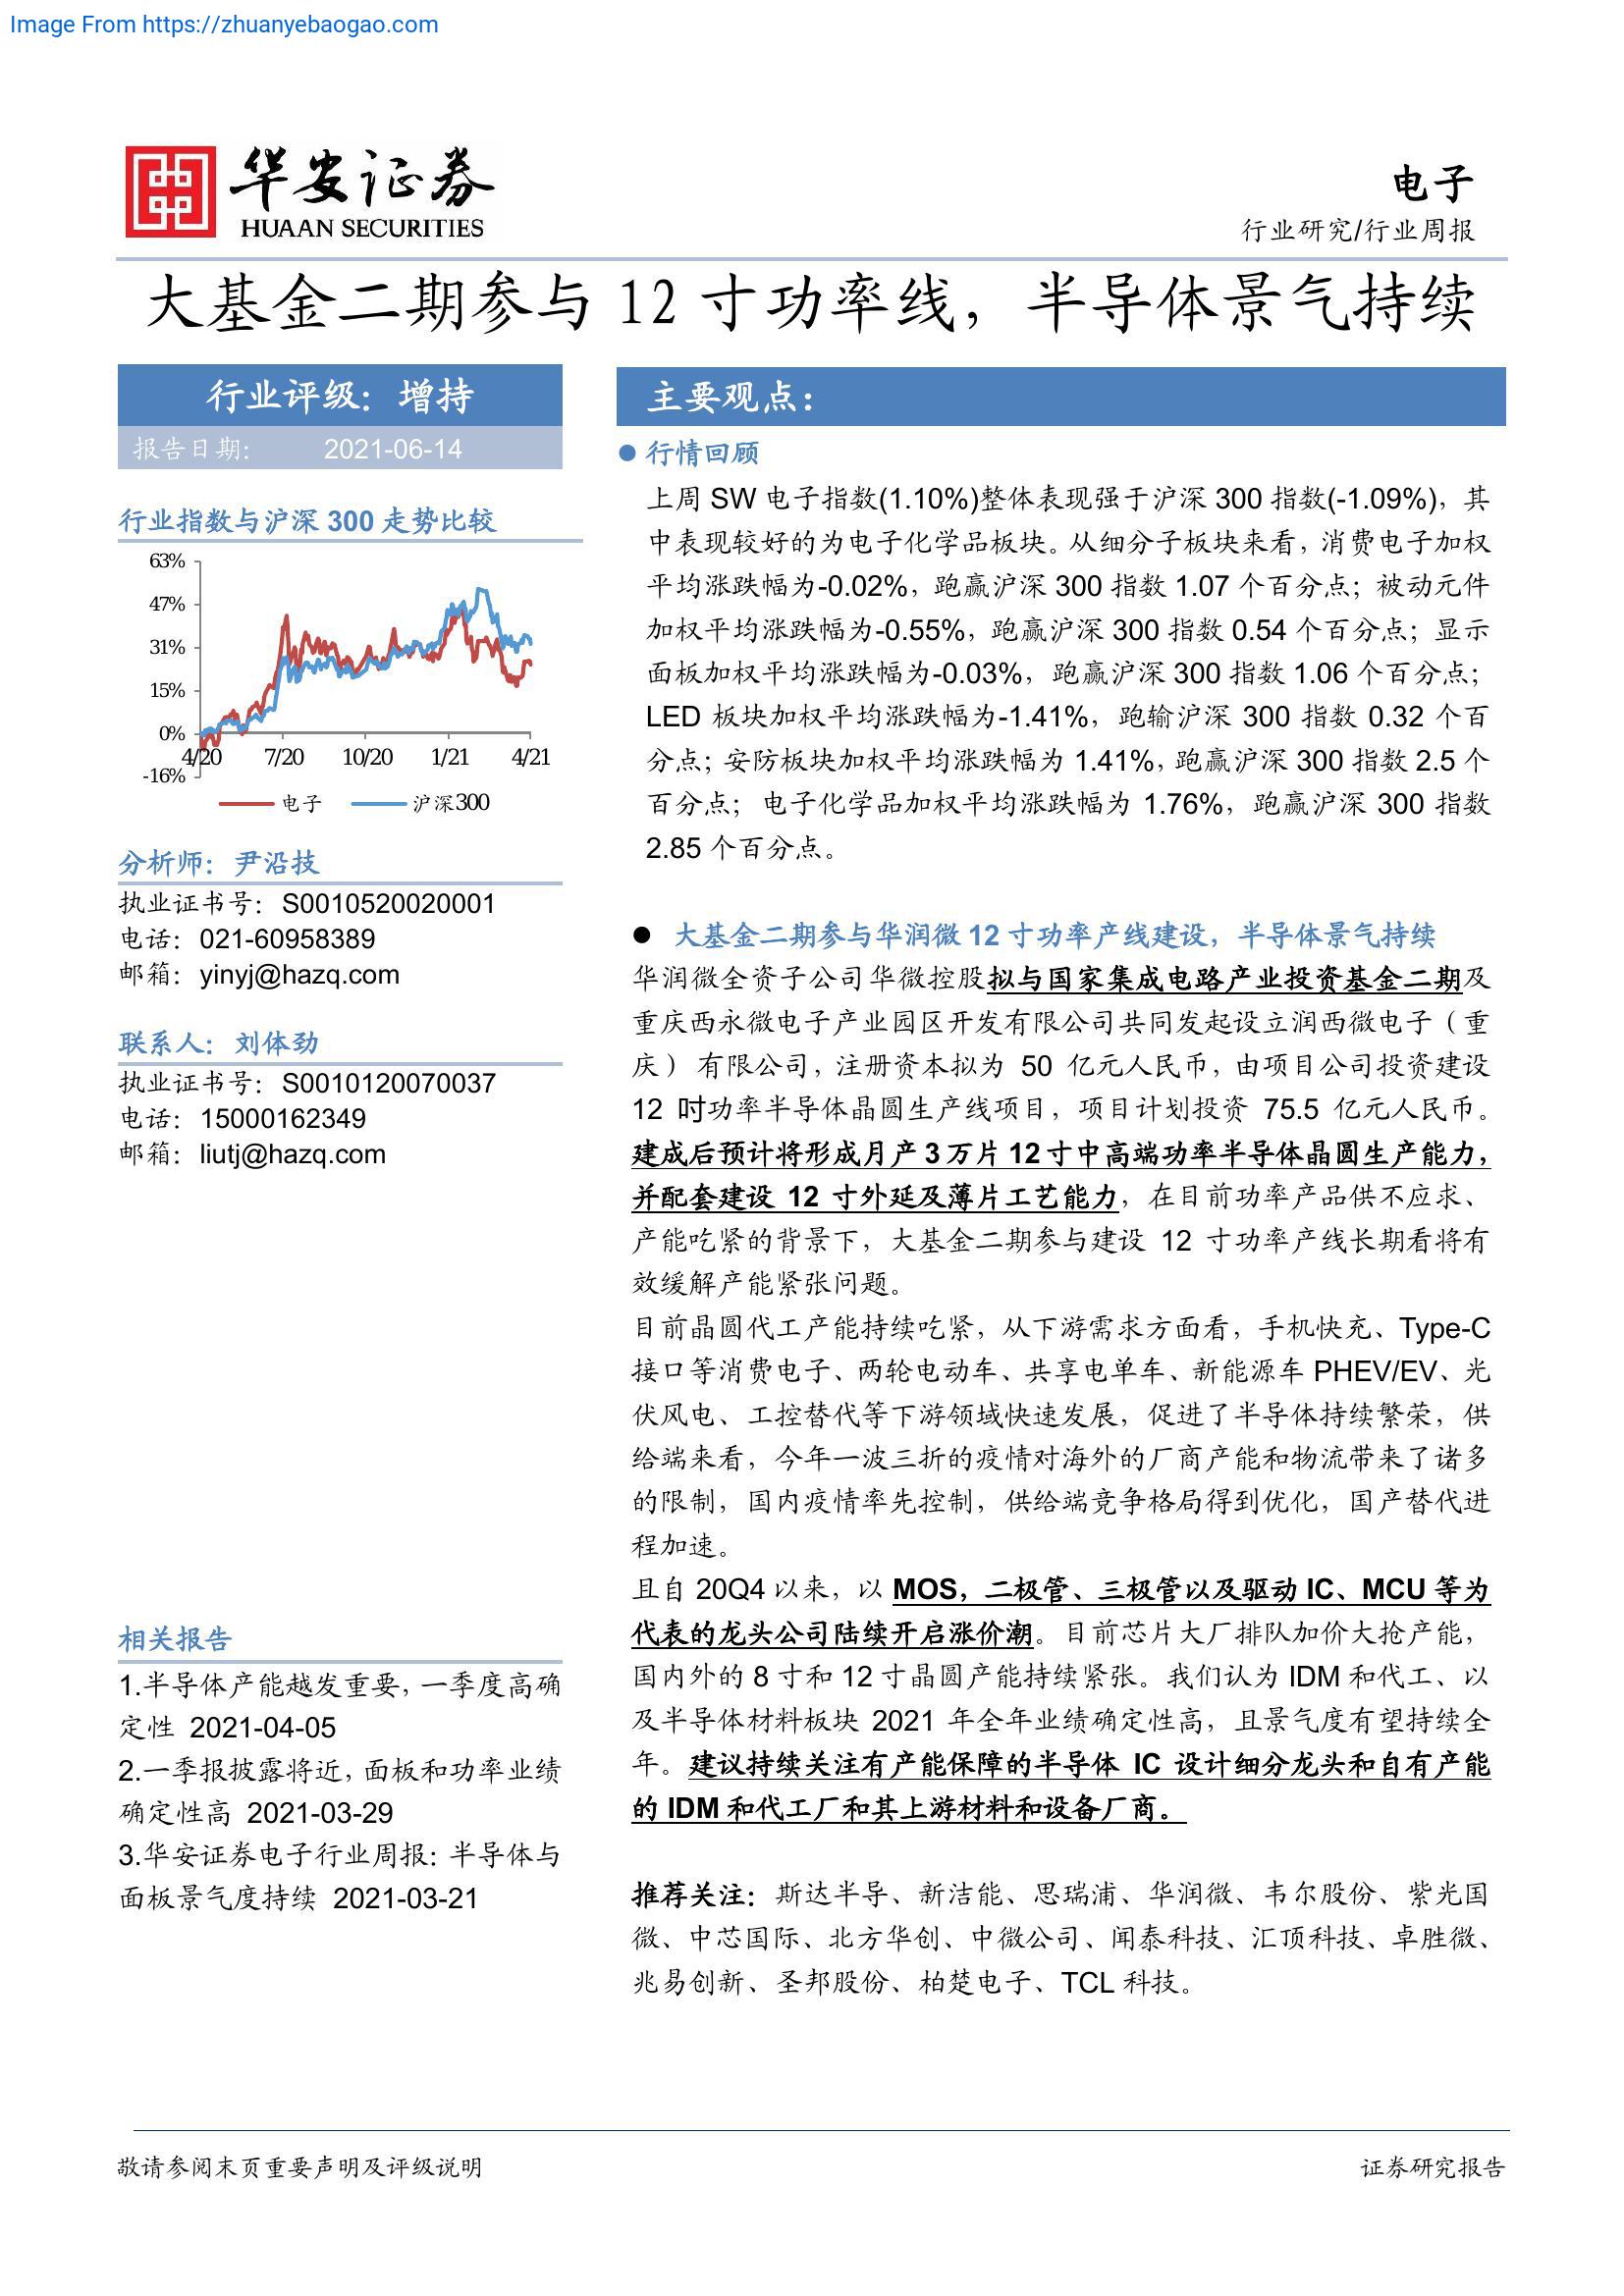 Image From https://zhuanyebaogao.com
华安证券
HUAAN SECURITIES
电子
行业研究/行业周报
大基金二期参与 12 寸功率线，半导体景气持续
行业评级：增持
报告日期： 2021-06-14
行业指数与沪深 300 走势比较
63%
47%
31%
15%
0%
-16%
4/20 7/20 10/20 1/21 4/21
电子 沪深300
分析师：尹沿技
执业证书号：S0010520020001
电话：021-60958389
邮箱：yinyj@hazq.com
联系人：刘体劲
执业证书号：S0010120070037
电话：15000162349
邮箱：liutj@hazq.com
相关报告
1.半导体产能越发重要，一季度高确
定性 2021-04-05
2.一季报披露将近，面板和功率业绩
确定性高 2021-03-29
3.华安证券电子行业周报：半导体与
面板景气度持续 2021-03-21
主要观点：
● 行情回顾
上周 SW 电子指数(1.10%)整体表现强于沪深 300 指数(-1.09%)，其
中表现较好的为电子化学品板块。从细分子板块来看，消费电子加权
平均涨跌幅为-0.02%，跑赢沪深 300 指数 1.07 个百分点；被动元件
加权平均涨跌幅为-0.55%，跑赢沪深 300 指数 0.54 个百分点；显示
面板加权平均涨跌幅为-0.03%，跑赢沪深 300 指数 1.06 个百分点；
LED 板块加权平均涨跌幅为-1.41%，跑输沪深 300 指数 0.32 个百
分点；安防板块加权平均涨跌幅为 1.41%，跑赢沪深 300 指数 2.5 个
百分点；电子化学品加权平均涨跌幅为 1.76%，跑赢沪深 300 指数
2.85 个百分点。
● 大基金二期参与华润微 12 寸功率产线建设，半导体景气持续
华润微全资子公司华微控股拟与国家集成电路产业投资基金二期及
重庆西永微电子产业园区开发有限公司共同发起设立润西微电子（重
庆）有限公司，注册资本拟为 50 亿元人民币，由项目公司投资建设
12 吋功率半导体晶圆生产线项目，项目计划投资 75.5 亿元人民币。
建成后预计将形成月产 3 万片 12 寸中高端功率半导体晶圆生产能力，
并配套建设 12 寸外延及薄片工艺能力，在目前功率产品供不应求、
产能吃紧的背景下，大基金二期参与建设 12 寸功率产线长期看将有
效缓解产能紧张问题。
目前晶圆代工产能持续吃紧，从下游需求方面看，手机快充、Type-C
接口等消费电子、两轮电动车、共享电单车、新能源车 PHEV/EV、光
伏风电、工控替代等下游领域快速发展，促进了半导体持续繁荣，供
给端来看，今年一波三折的疫情对海外的厂商产能和物流带来了诸多
的限制，国内疫情率先控制，供给端竞争格局得到优化，国产替代进
程加速。
且自 20Q4 以来，以 MOS，二极管、三极管以及驱动 IC、MCU 等为
代表的龙头公司陆续开启涨价潮。目前芯片大厂排队加价大抢产能，
国内外的 8 寸和 12 寸晶圆产能持续紧张。我们认为 IDM 和代工、以
及半导体材料板块 2021 年全年业绩确定性高，且景气度有望持续全
年。建议持续关注有产能保障的半导体 IC 设计细分龙头和自有产能
的 IDM 和代工厂和其上游材料和设备厂商。
推荐关注：斯达半导、新洁能、思瑞浦、华润微、韦尔股份、紫光国
微、中芯国际、北方华创、中微公司、闻泰科技、汇顶科技、卓胜微、
兆易创新、圣邦股份、柏楚电子、TCL 科技。
敬请参阅末页重要声明及评级说明
证券研究报告